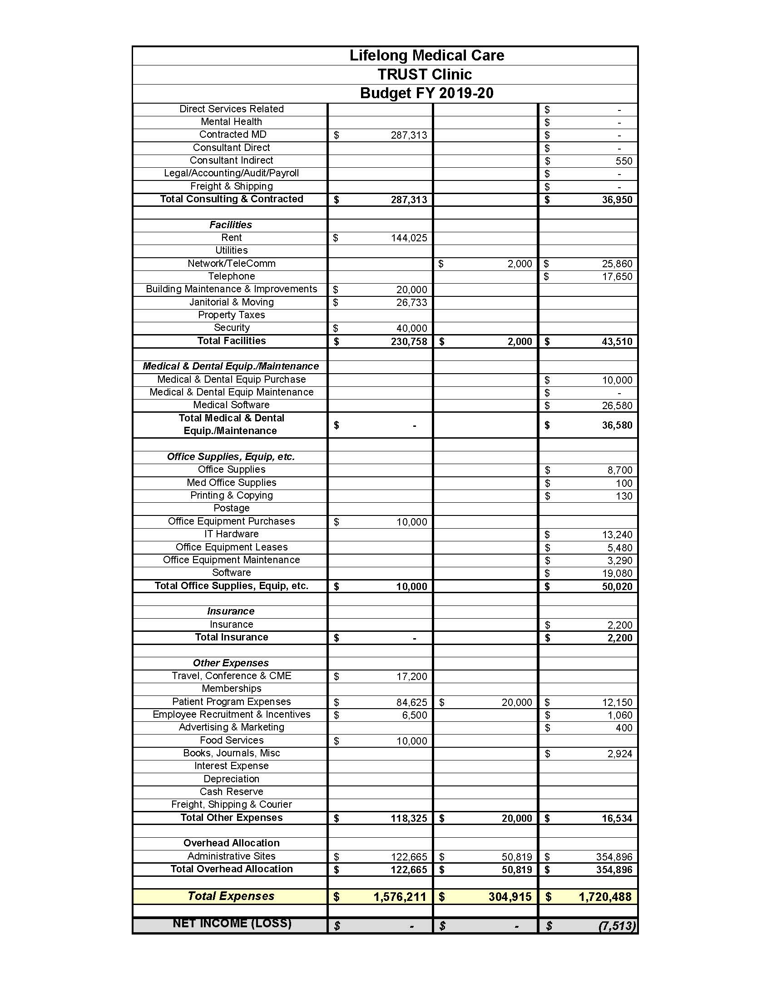 Lifelong Medical Care
TRUST Clinic
Budget FY 2019-20
Direct Services Related $ -
Mental Health $ -
Contracted MD $ 287,313 $ -
Consultant Direct $ -
Consultant Indirect $ 550
Legal/Accounting/Audit/Payroll $ -
Freight & Shipping $ -
Total Consulting & Contracted $ 287,313 $ 36,950
Facilities
Rent $ 144,025
Utilities
Network/TeleComm $ 2,000 $ 25,860
Telephone $ 17,650
Building Maintenance & Improvements $ 20,000
Janitorial & Moving $ 26,733
Property Taxes
Security $ 40,000
Total Facilities $ 230,758 $ 2,000 $ 43,510
Medical & Dental Equip./Maintenance
Medical & Dental Equip Purchase $ 10,000
Medical & Dental Equip Maintenance $ -
Medical Software $ 26,580
Total Medical & Dental
Equip./Maintenance $ - $ 36,580
Office Supplies, Equip, etc.
Office Supplies $ 8,700
Med Office Supplies $ 100
Printing & Copying $ 130
Postage
Office Equipment Purchases $ 10,000
IT Hardware $ 13,240
Office Equipment Leases $ 5,480
Office Equipment Maintenance $ 3,290
Software $ 19,080
Total Office Supplies, Equip, etc. $ 10,000 $ 50,020
Insurance
Insurance $ 2,200
Total Insurance $ - $ 2,200
Other Expenses
Travel, Conference & CME $ 17,200
Memberships
Patient Program Expenses $ 84,625 $ 20,000 $ 12,150
Employee Recruitment & Incentives $ 6,500 $ 1,060
Advertising & Marketing $ 400
Food Services $ 10,000
Books, Journals, Misc $ 2,924
Interest Expense
Depreciation
Cash Reserve
Freight, Shipping & Courier
Total Other Expenses $ 118,325 $ 20,000 $ 16,534
Overhead Allocation
Administrative Sites $ 122,665 $ 50,819 $ 354,896
Total Overhead Allocation $ 122,665 $ 50,819 $ 354,896
Total Expenses $ 1,576,211 $ 304,915 $ 1,720,488
NET INCOME (LOSS) $ - $ - $ (7,513)